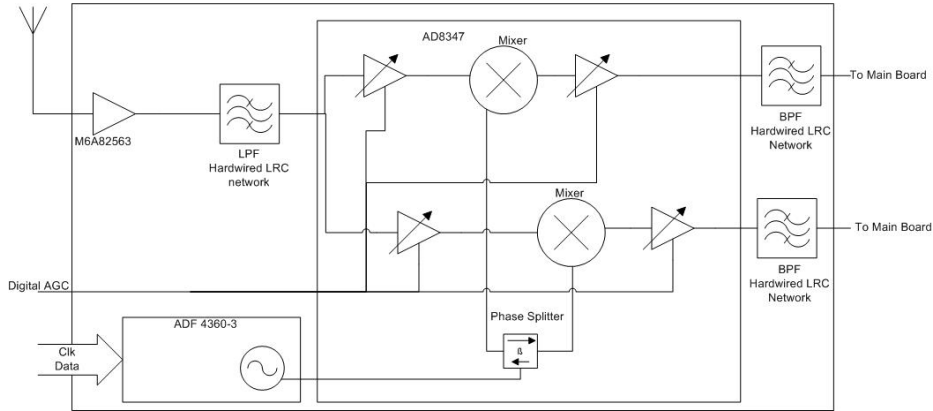 AD8347
Mixer
To Main Board
M6A82563
LPF
Hardwired LRC
network
BPF
Hardwired LRC
Network
Mixer
To Main Board
BPF
Hardwired LRC
Network
Digital AGC
Phase Splitter
ß
ADF 4360-3
Clk
Data